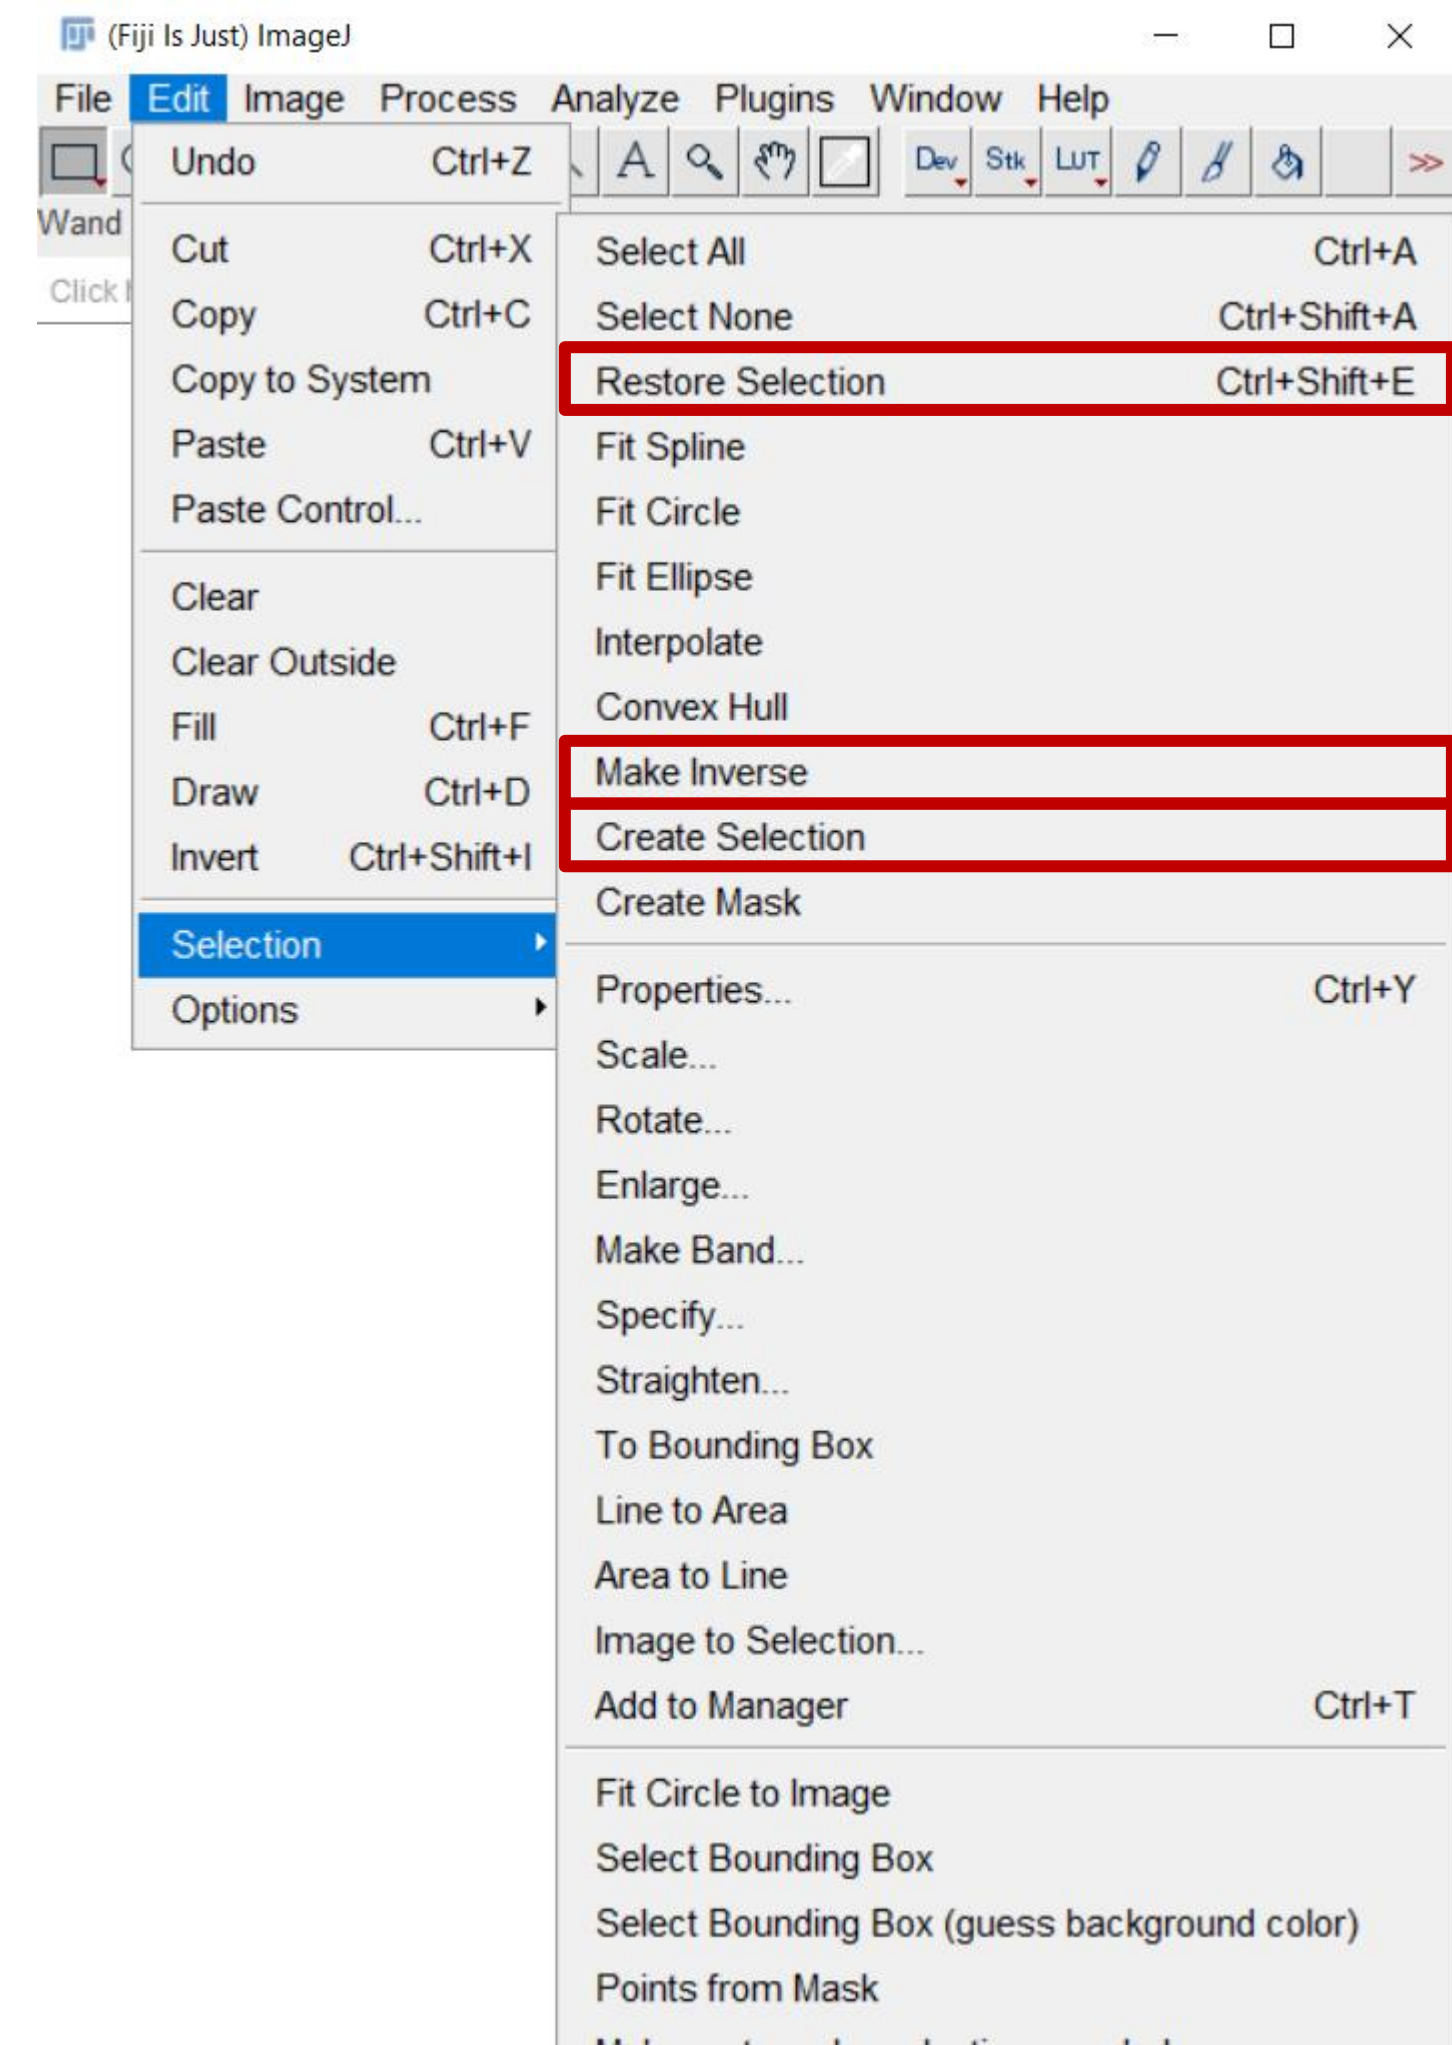 (Fiji Is Just) ImageJ
File Edit Image Process Analyze Plugins Window Help
A Dev Stk LUT >>
Wand
Click
Undo Ctrl+Z
Cut Ctrl+X
Copy Ctrl+C
Copy to System
Paste Ctrl+V
Paste Control...
Clear
Clear Outside
Fill Ctrl+F
Draw Ctrl+D
Invert Ctrl+Shift+I
Selection
Options
Select All Ctrl+A
Select None Ctrl+Shift+A
Restore Selection Ctrl+Shift+E
Fit Spline
Fit Circle
Fit Ellipse
Interpolate
Convex Hull
Make Inverse
Create Selection
Create Mask
Properties... Ctrl+Y
Scale...
Rotate...
Enlarge...
Make Band...
Specify...
Straighten...
To Bounding Box
Line to Area
Area to Line
Image to Selection...
Add to Manager Ctrl+T
Fit Circle to Image
Select Bounding Box
Select Bounding Box (guess background color)
Points from Mask